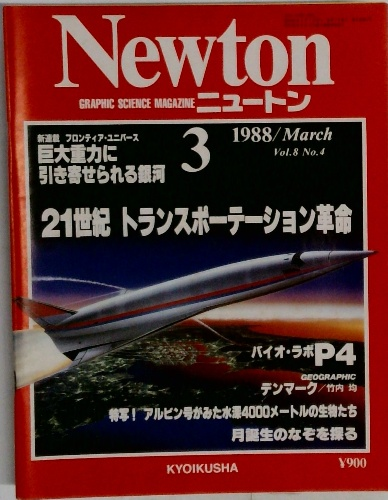 Newton
GRAPHIC SCIENCE MAGAZINE ニュートン
新連載 フロンティア・ユニバース
巨大重力に
引き寄せられる銀河
3
1988/March
Vol.8 No.4
21世紀 トランスポーテーション革命
バイオ・ラボP4
GEOGRAPHIC
デンマーク/竹内 均
特写! アルビン号がみた水深4000メートルの生物たち
月誕生のなぞを探る
¥900
KYOIKUSHA